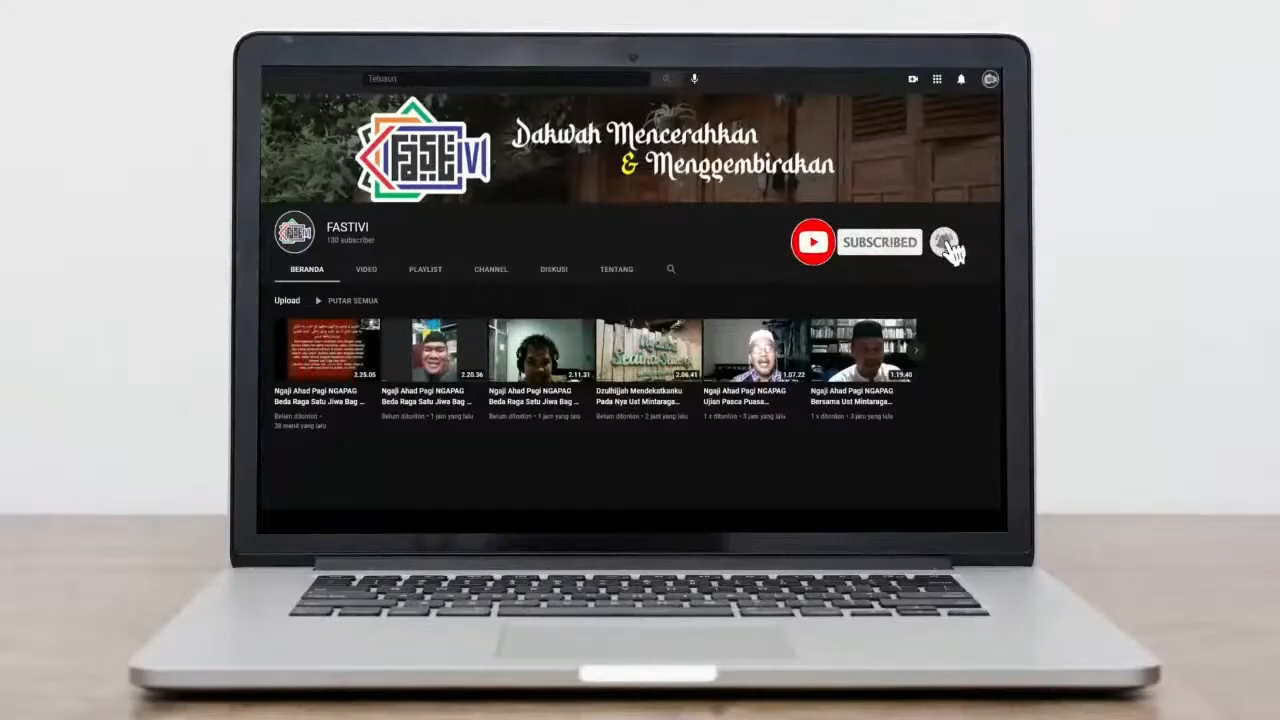 Telusuri
Fastivi
Dakwah Mencerahkan
& Menggembirakan
FASTIVI
130 subscriber
SUBSCRIBED
BERANDA VIDEO PLAYLIST CHANNEL DISKUSI TENTANG
Upload PUTAR SEMUA
2.25.05 2.20.36 2.11.31 2.06.41 1.07.22 1.19.40
Ngaji Ahad Pagi NGAPAG
Beda Raga Satu Jiwa Bag ...
Belum ditonton •
38 menit yang lalu
Ngaji Ahad Pagi NGAPAG
Beda Raga Satu Jiwa Bag ...
Belum ditonton • 1 jam yang lalu
Ngaji Ahad Pagi NGAPAG
Beda Raga Satu Jiwa Bag ...
Belum ditonton • 1 jam yang lalu
Dzulhijjah Mendekatkanku
Pada Nya Ust Mintaraga...
Belum ditonton • 2 jam yang lalu
Ngaji Ahad Pagi NGAPAG
Ujian Pasca Puasa...
1 x ditonton • 3 jam yang lalu
Ngaji Ahad Pagi NGAPAG
Bersama Ust Mintaraga...
1 x ditonton • 3 jam yang lalu